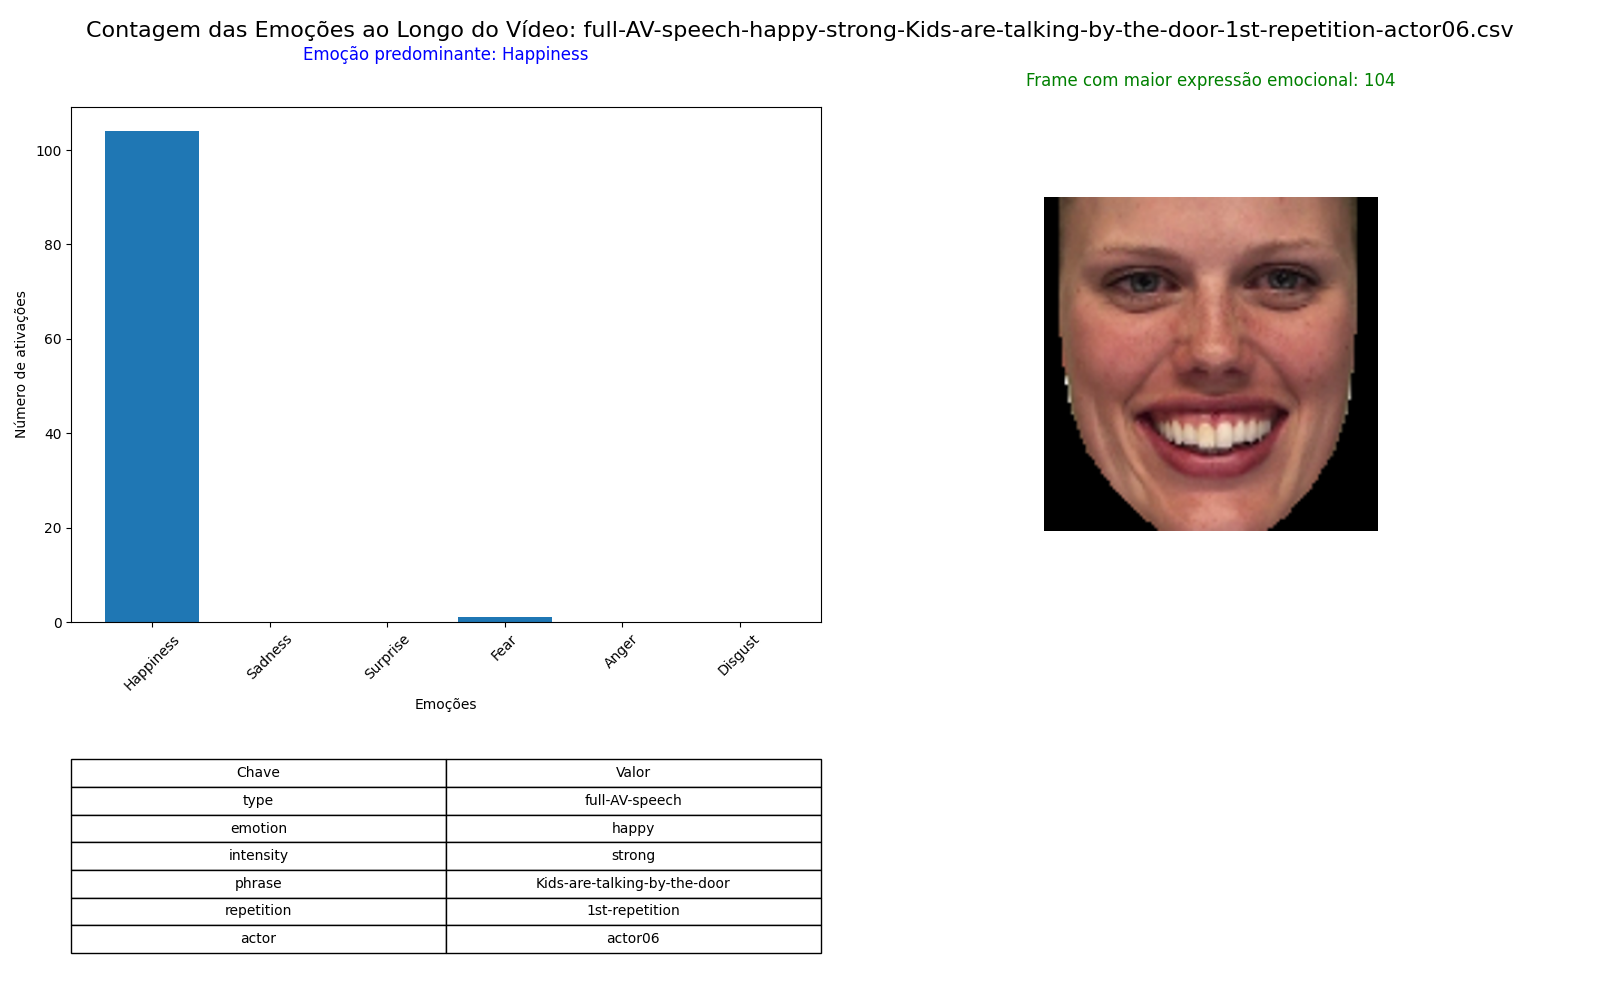 Contagem das Emoções ao Longo do Vídeo: full-AV-speech-happy-strong-Kids-are-talking-by-the-door-1st-repetition-actor06.csv
Emoção predominante: Happiness
Frame com maior expressão emocional: 104
Número de ativações
100
80
60
40
20
0
Happiness
Sadness
Surprise
Fear
Anger
Disgust
Emoções
Chave Valor
type full-AV-speech
emotion happy
intensity strong
phrase Kids-are-talking-by-the-door
repetition 1st-repetition
actor actor06